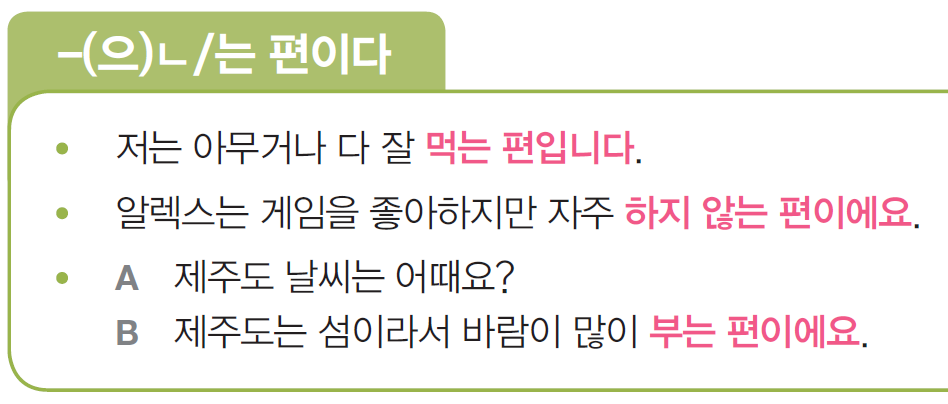 -(으)ㄴ/는 편이다
• 저는 아무거나 다 잘 먹는 편입니다.
• 알렉스는 게임을 좋아하지만 자주 하지 않는 편이에요.
• A 제주도 날씨는 어때요?
B 제주도는 섬이라서 바람이 많이 부는 편이에요.